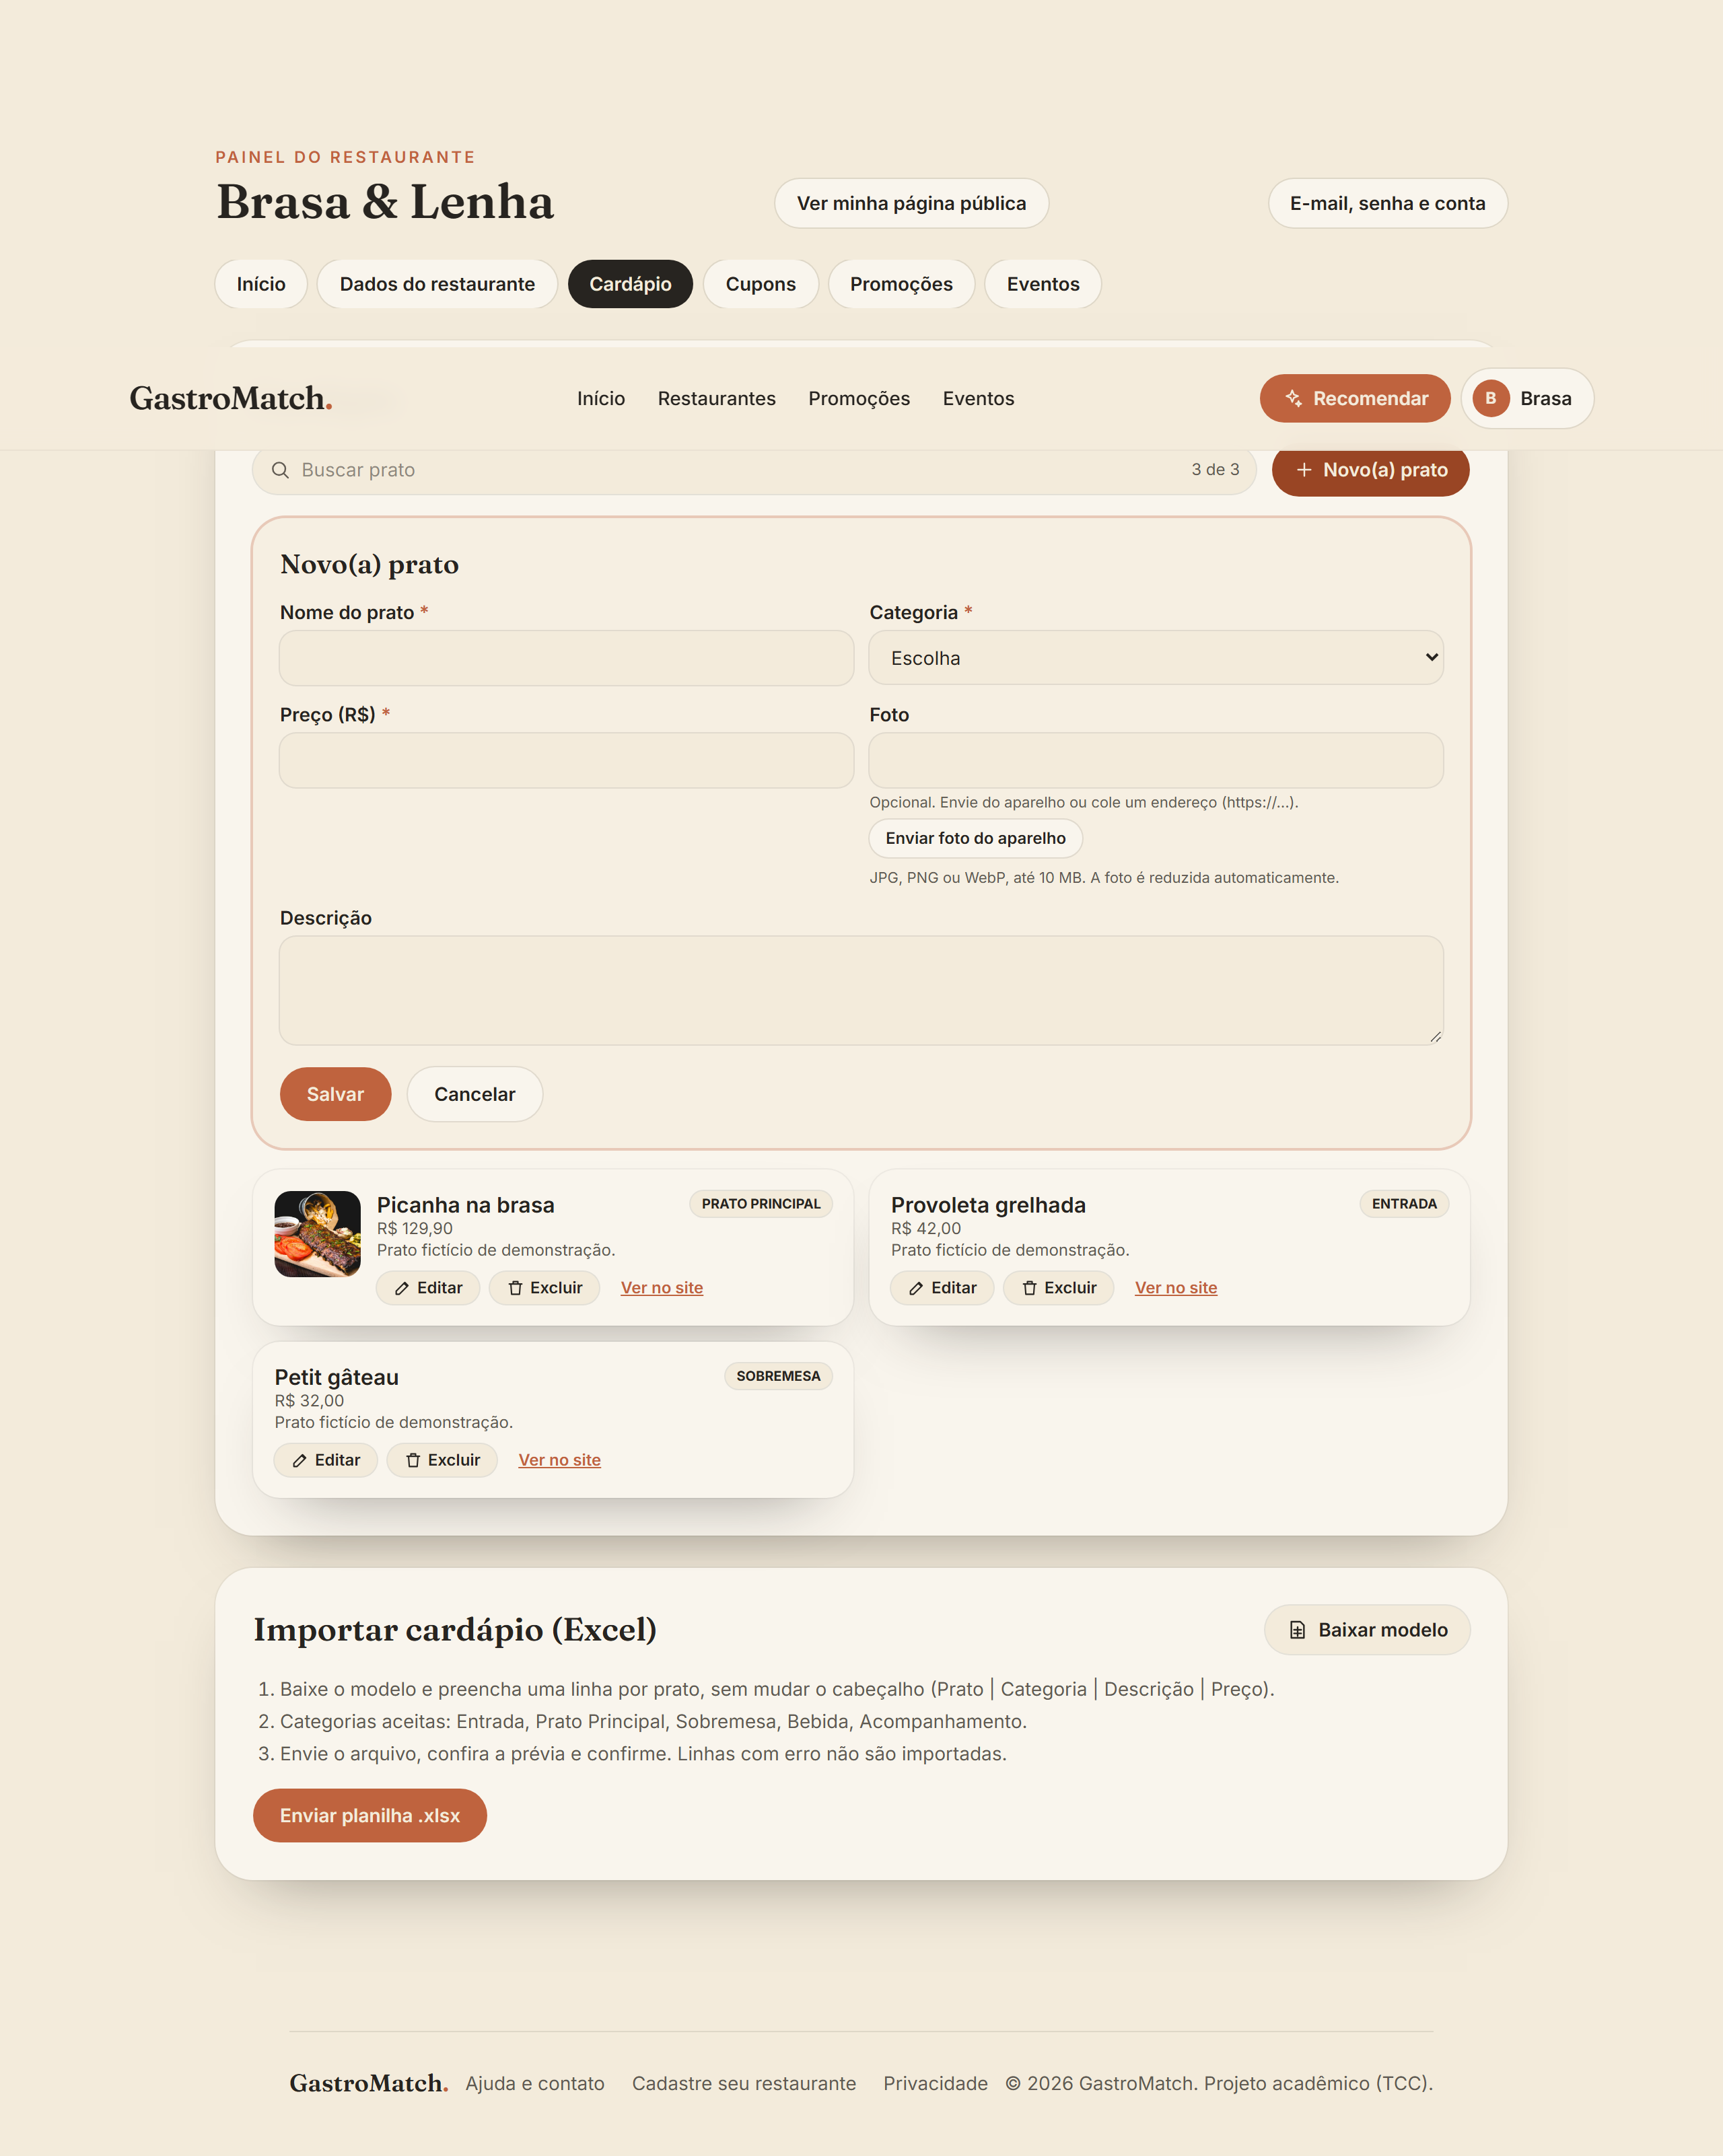 PAINEL DO RESTAURANTE
Brasa & Lenha
Ver minha página pública
E-mail, senha e conta
Início
Dados do restaurante
Cardápio
Cupons
Promoções
Eventos
GastroMatch.
Início
Restaurantes
Promoções
Eventos
Recomendar
B
Brasa
Buscar prato
3 de 3
Novo(a) prato
Novo(a) prato
Nome do prato *
Categoria *
Escolha
Preço (R$) *
Foto
Opcional. Envie do aparelho ou cole um endereço (https://...).
Enviar foto do aparelho
JPG, PNG ou WebP, até 10 MB. A foto é reduzida automaticamente.
Descrição
Salvar
Cancelar
Picanha na brasa
PRATO PRINCIPAL
R$ 129,90
Prato fictício de demonstração.
Editar
Excluir
Ver no site
Provoleta grelhada
ENTRADA
R$ 42,00
Prato fictício de demonstração.
Editar
Excluir
Ver no site
Petit gâteau
SOBREMESA
R$ 32,00
Prato fictício de demonstração.
Editar
Excluir
Ver no site
Importar cardápio (Excel)
Baixar modelo
1. Baixe o modelo e preencha uma linha por prato, sem mudar o cabeçalho (Prato | Categoria | Descrição | Preço).
2. Categorias aceitas: Entrada, Prato Principal, Sobremesa, Bebida, Acompanhamento.
3. Envie o arquivo, confira a prévia e confirme. Linhas com erro não são importadas.
Enviar planilha .xlsx
GastroMatch.
Ajuda e contato
Cadastre seu restaurante
Privacidade
© 2026 GastroMatch. Projeto acadêmico (TCC).